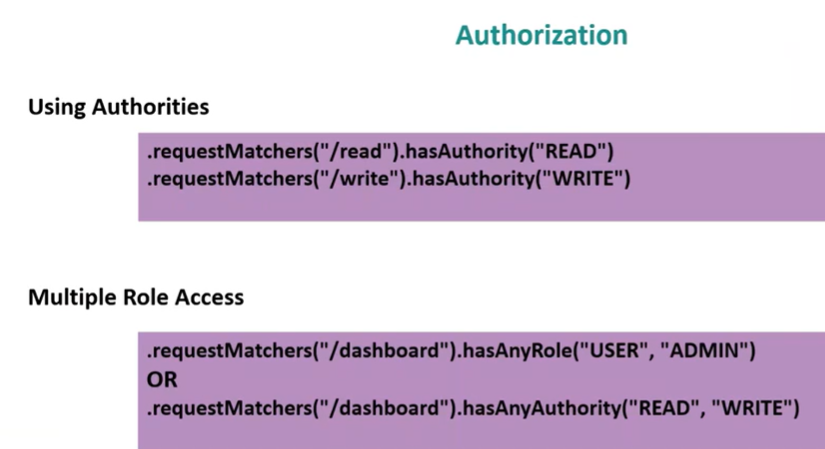 Authorization
Using Authorities
.requestMatchers("/read").hasAuthority("READ")
.requestMatchers("/write").hasAuthority("WRITE")
Multiple Role Access
.requestMatchers("/dashboard").hasAnyRole("USER", "ADMIN")
OR
.requestMatchers("/dashboard").hasAnyAuthority("READ", "WRITE")